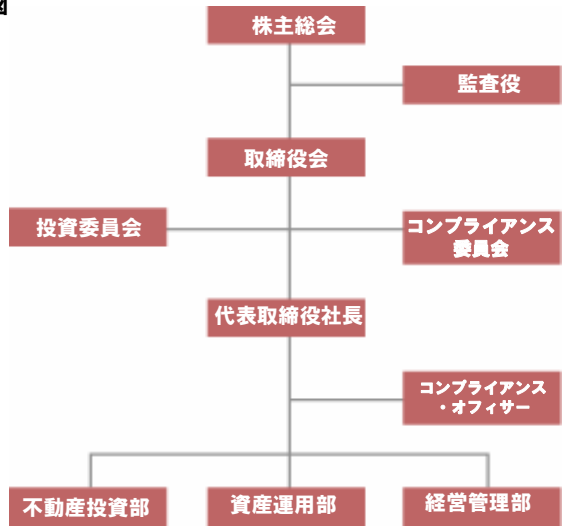 図
株主総会
監査役
取締役会
投資委員会
コンプライアンス
委員会
代表取締役社長
コンプライアンス
・オフィサー
不動産投資部
資産運用部
経営管理部